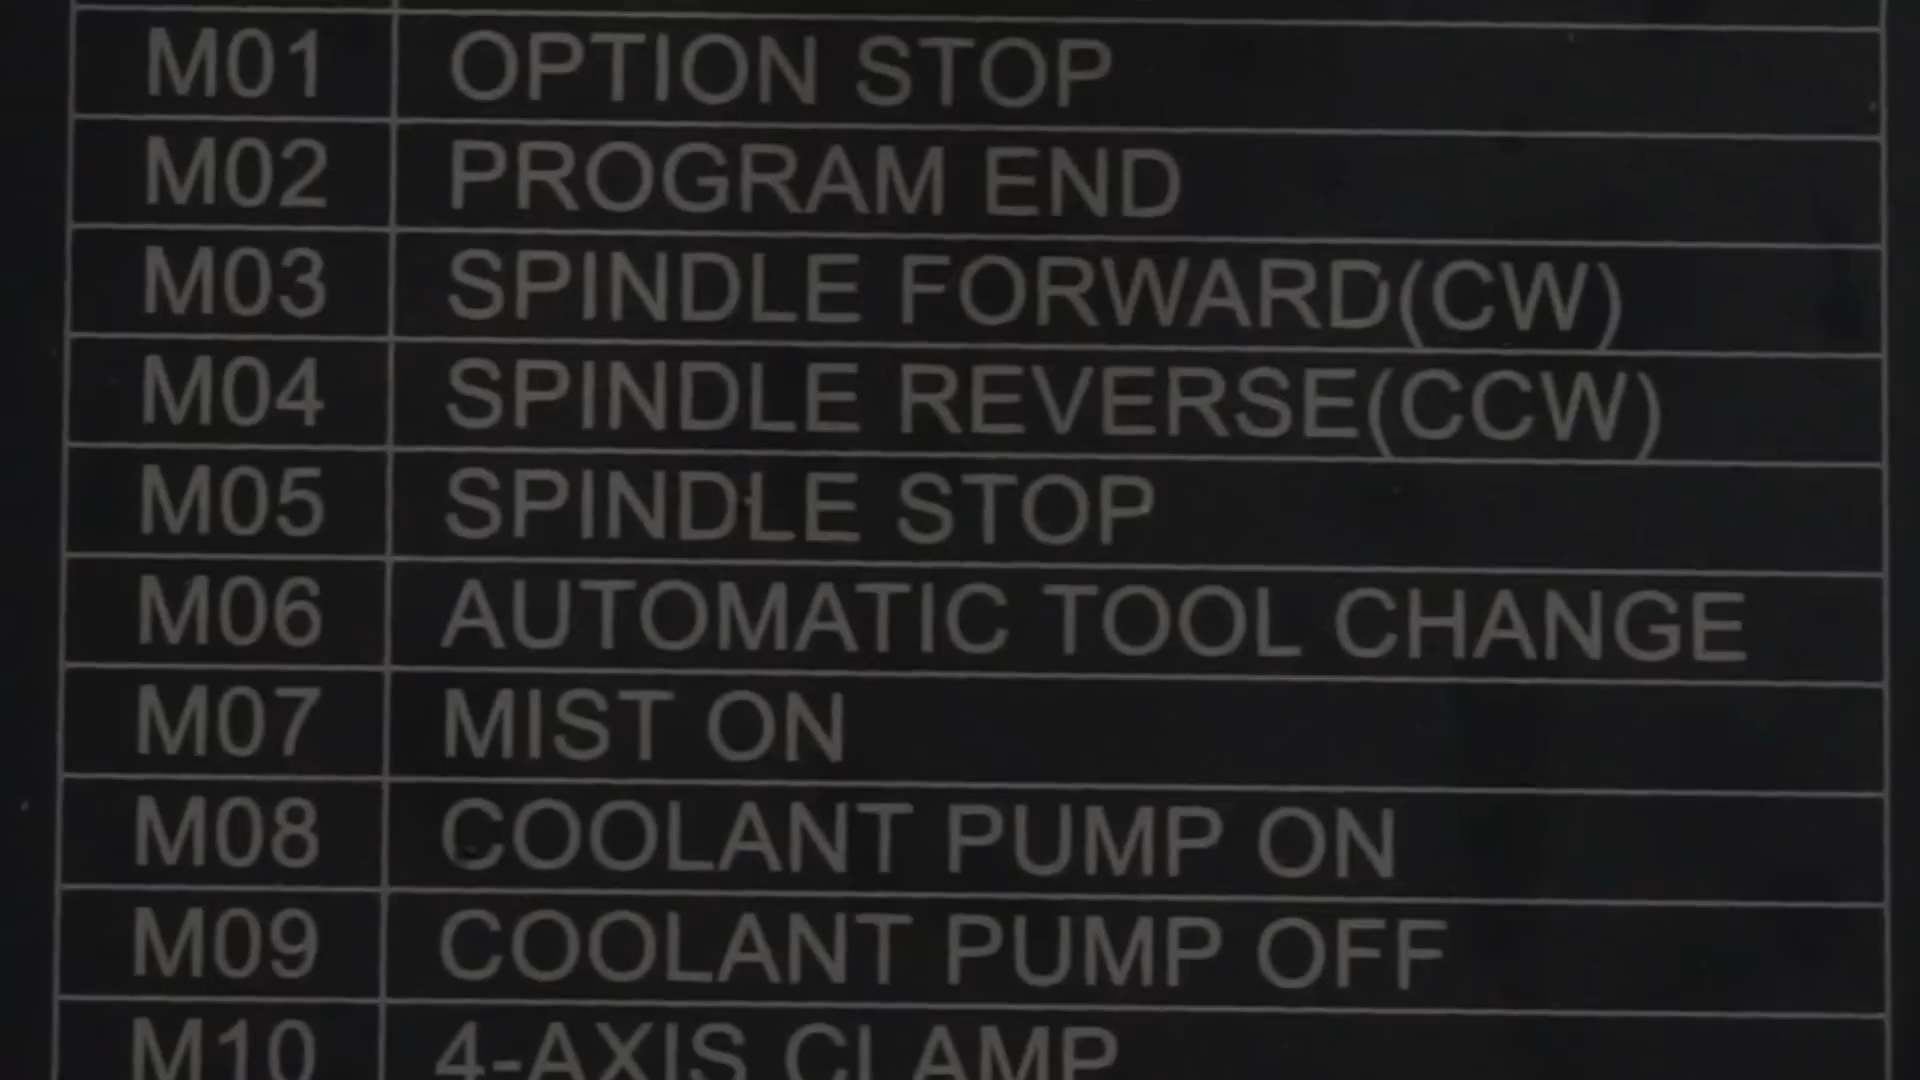 M01 OPTION STOP
M02 PROGRAM END
M03 SPINDLE FORWARD(CW)
M04 SPINDLE REVERSE(CCW)
M05 SPINDLE STOP
M06 AUTOMATIC TOOL CHANGE
M07 MIST ON
M08 COOLANT PUMP ON
M09 COOLANT PUMP OFF
M10 4-AXIS CLAMP